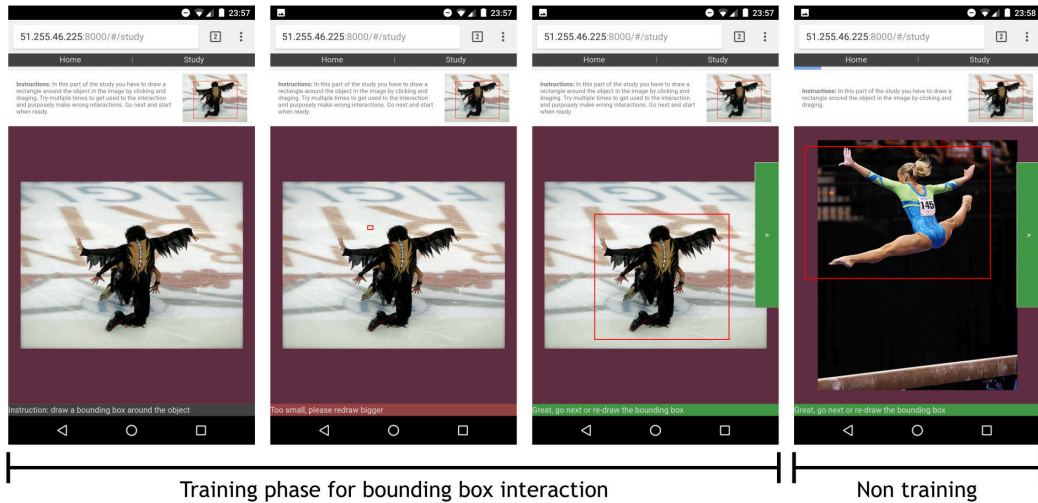 23:57
51.255.46.225:8000/#/study
2
Home | Study
Instructions: In this part of the study you have to draw a
rectangle around the object in the image by clicking and
draging. Try multiple times to get used to the interaction
and purposely make wrong interactions. Go next and start
when ready.
Instruction: draw a bounding box around the object
23:57
51.255.46.225:8000/#/study
2
Home | Study
Instructions: In this part of the study you have to draw a
rectangle around the object in the image by clicking and
draging. Try multiple times to get used to the interaction
and purposely make wrong interactions. Go next and start
when ready.
Too small, please redraw bigger
23:57
51.255.46.225:8000/#/study
2
Home | Study
Instructions: In this part of the study you have to draw a
rectangle around the object in the image by clicking and
draging. Try multiple times to get used to the interaction
and purposely make wrong interactions. Go next and start
when ready.
>
Great, go next or re-draw the bounding box
23:58
51.255.46.225:8000/#/study
2
Home | Study
Instructions: In this part of the study you have to draw a
rectangle around the object in the image by clicking and
draging.
145
>
Great, go next or re-draw the bounding box
Training phase for bounding box interaction
Non training